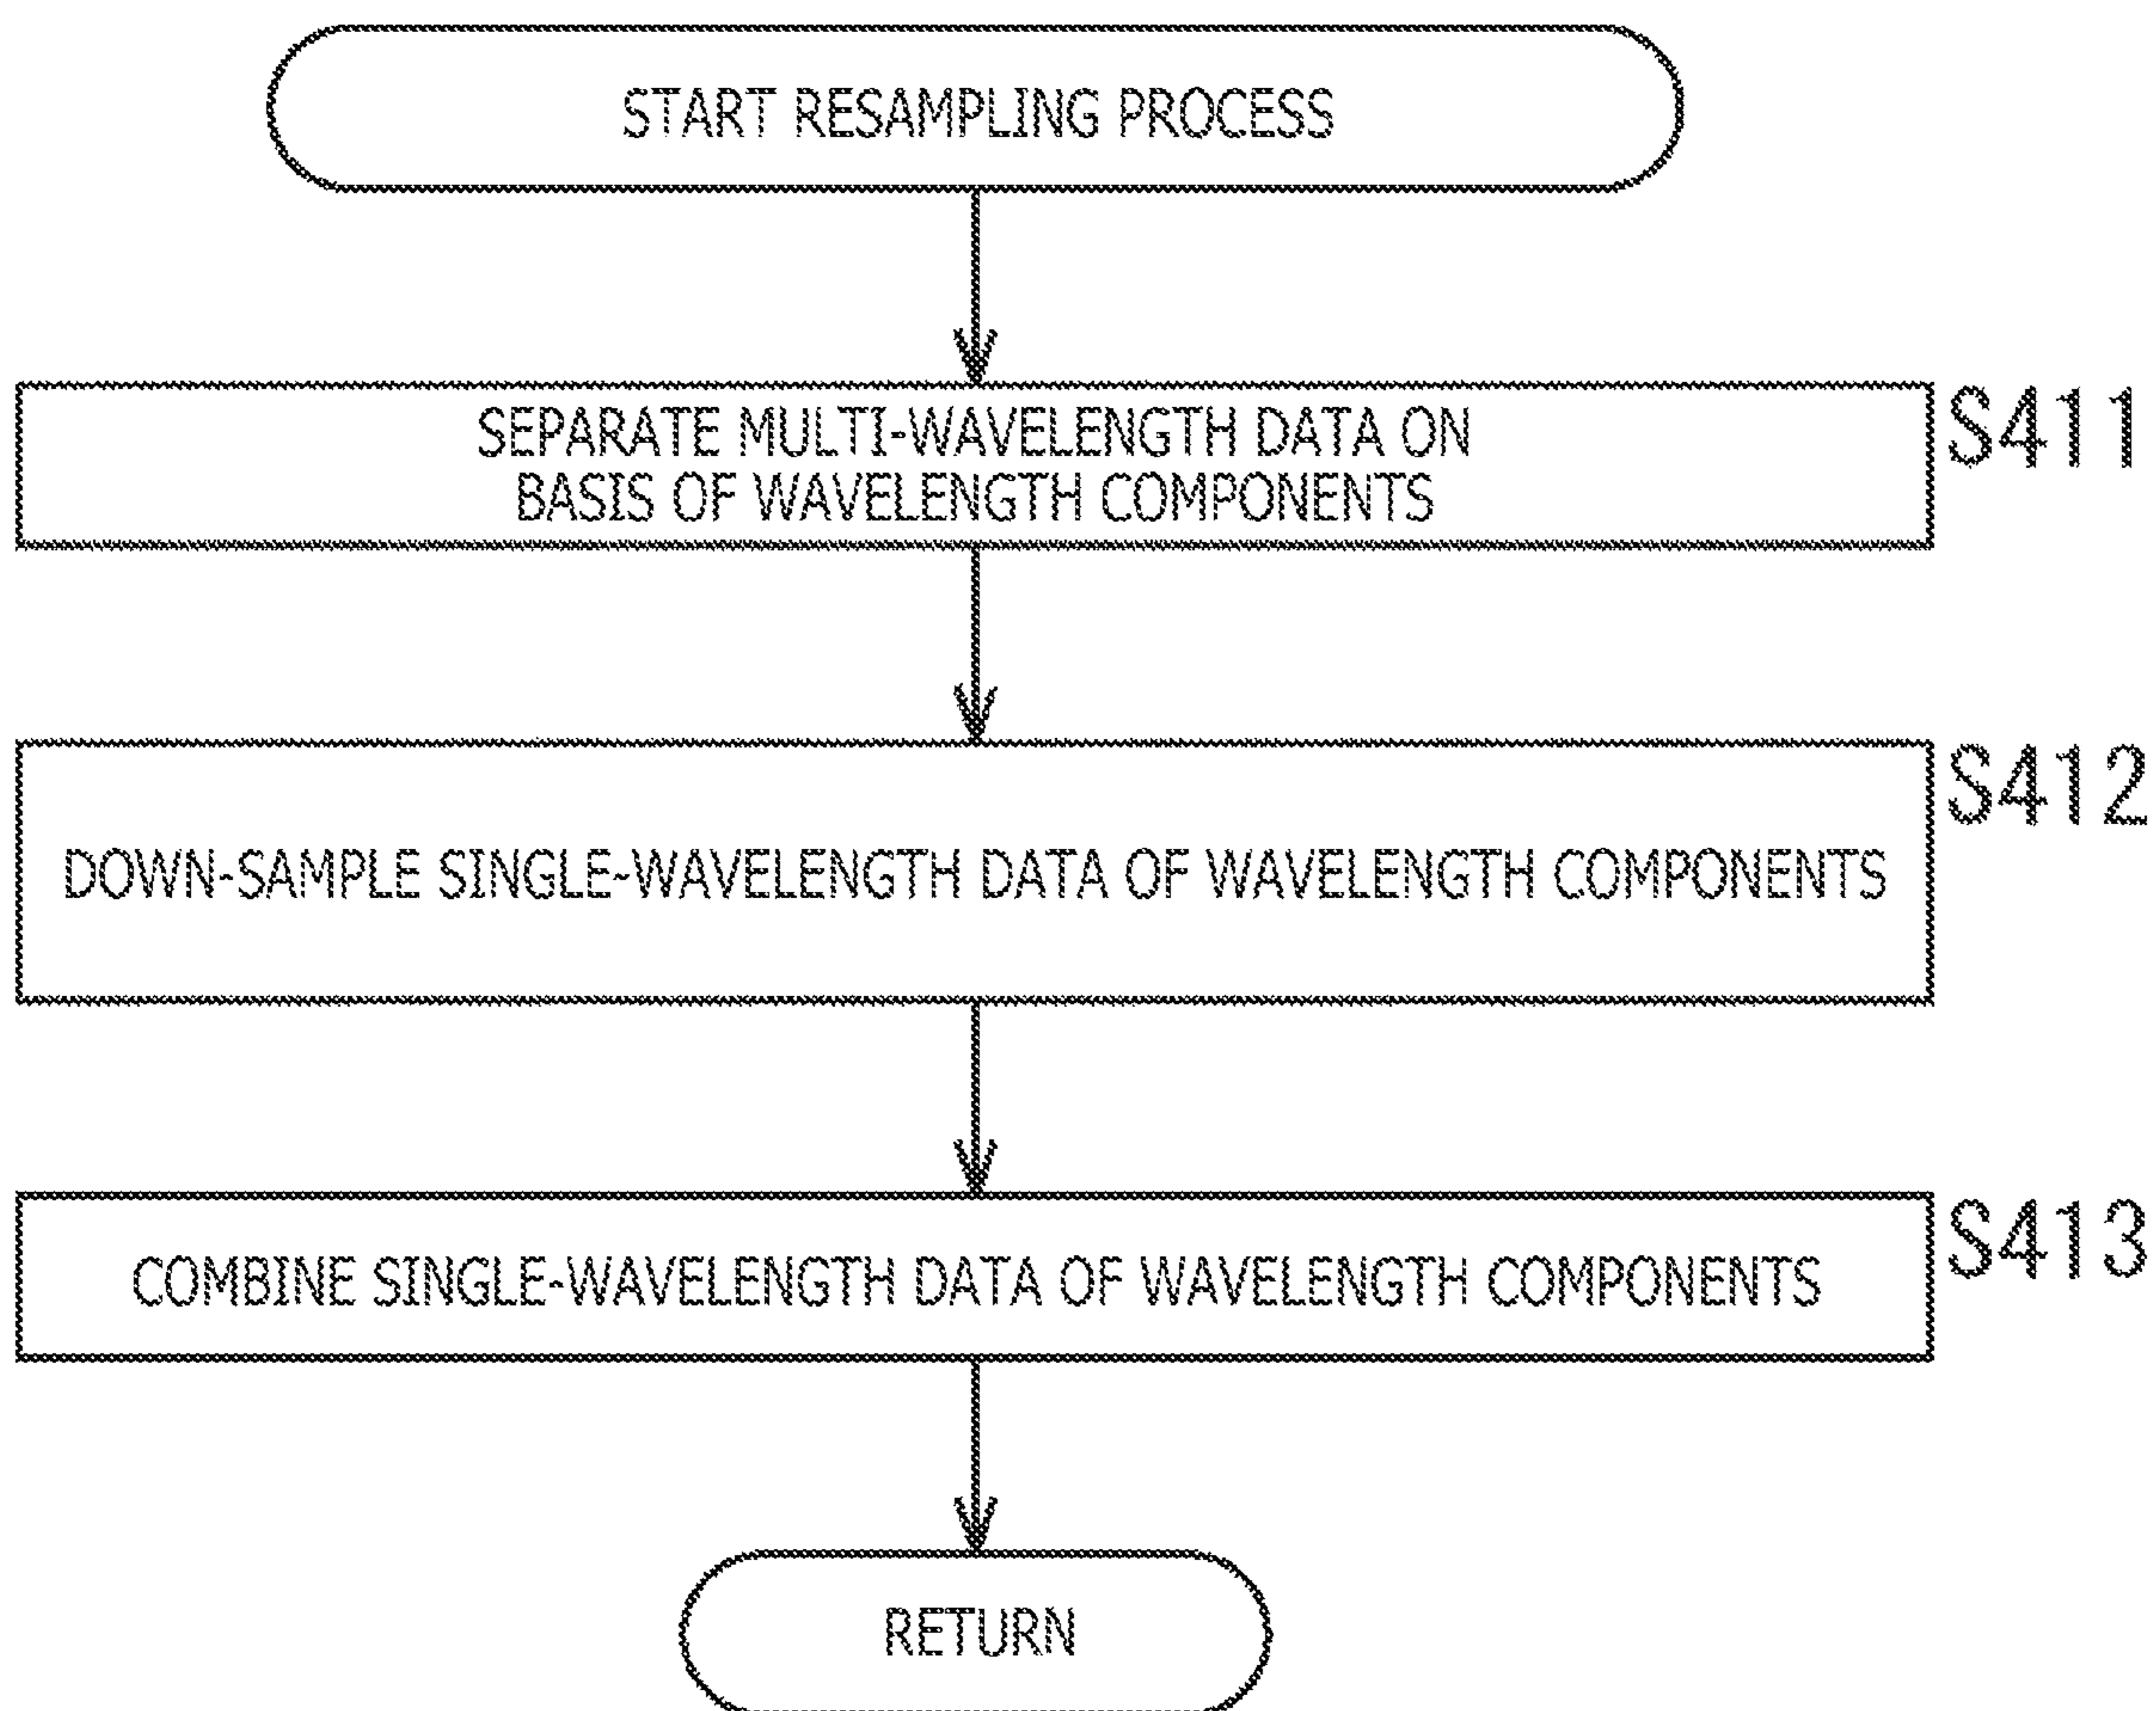 START RESAMPLING PROCESS
SEPARATE MULTI-WAVELENGTH DATA ON
BASIS OF WAVELENGTH COMPONENTS
S411
DOWN-SAMPLE SINGLE-WAVELENGTH DATA OF WAVELENGTH COMPONENTS
S412
COMBINE SINGLE-WAVELENGTH DATA OF WAVELENGTH COMPONENTS
S413
RETURN